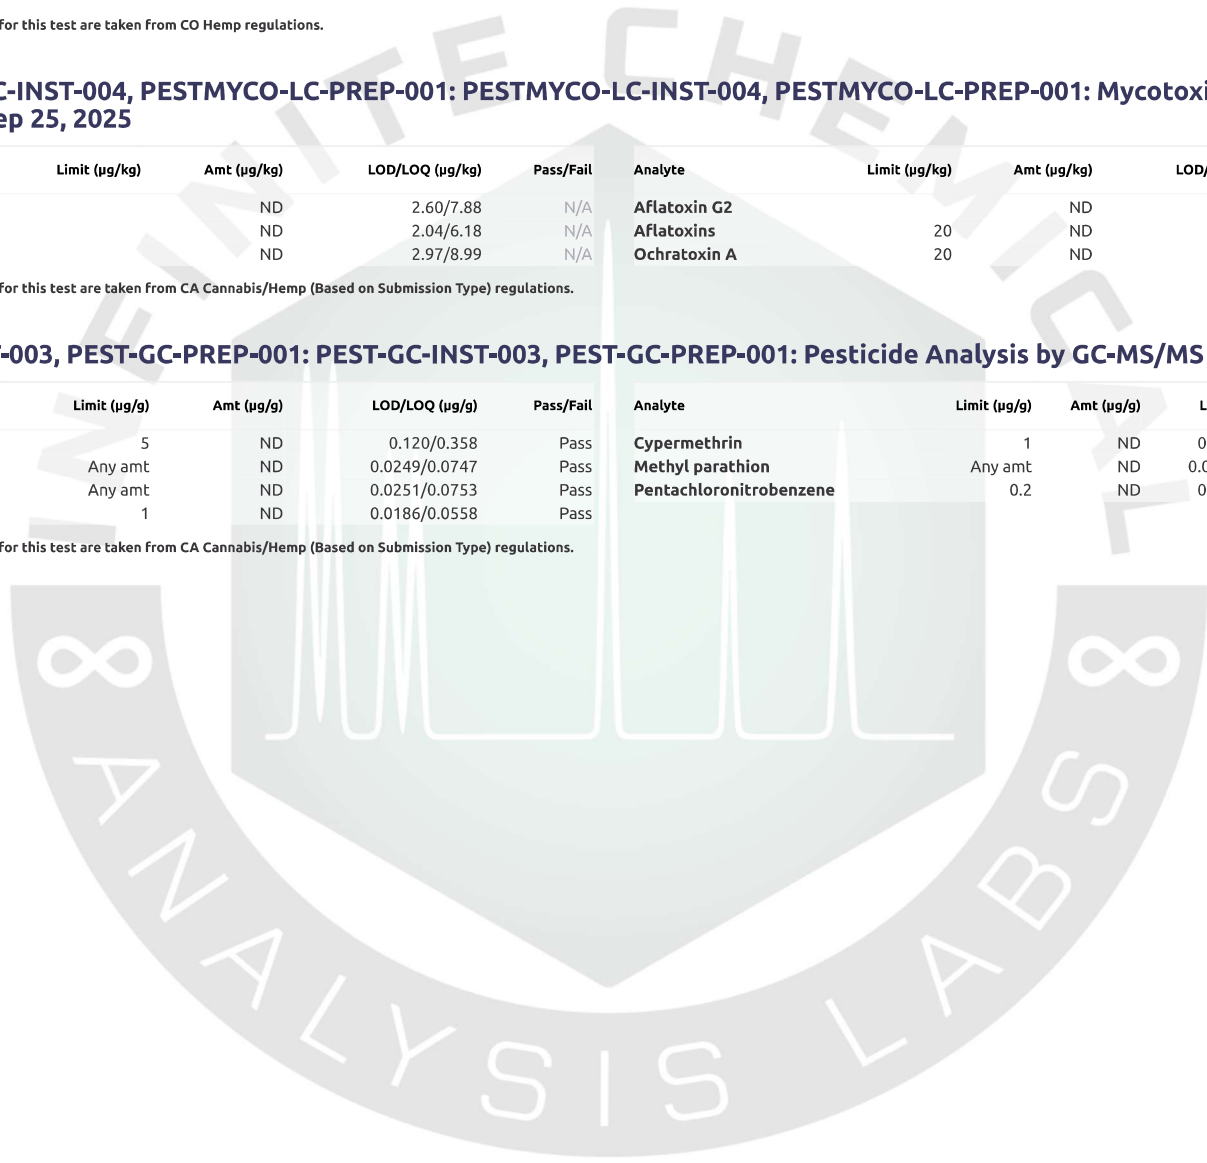 for this test are taken from CO Hemp regulations.
C-INST-004, PESTMYCO-LC-PREP-001: PESTMYCO-LC-INST-004, PESTMYCO-LC-PREP-001: Mycotoxi
ep 25, 2025
Limit (µg/kg) Amt (µg/kg) LOD/LOQ (µg/kg) Pass/Fail Analyte Limit (µg/kg) Amt (µg/kg) LOD/
ND 2.60/7.88 N/A Aflatoxin G2 ND
ND 2.04/6.18 N/A Aflatoxins 20 ND
ND 2.97/8.99 N/A Ochratoxin A 20 ND
for this test are taken from CA Cannabis/Hemp (Based on Submission Type) regulations.
-003, PEST-GC-PREP-001: PEST-GC-INST-003, PEST-GC-PREP-001: Pesticide Analysis by GC-MS/MS
Limit (µg/g) Amt (µg/g) LOD/LOQ (µg/g) Pass/Fail Analyte Limit (µg/g) Amt (µg/g) L
5 ND 0.120/0.358 Pass Cypermethrin 1 ND 0
Any amt ND 0.0249/0.0747 Pass Methyl parathion Any amt ND 0.0
Any amt ND 0.0251/0.0753 Pass Pentachloronitrobenzene 0.2 ND 0
1 ND 0.0186/0.0558 Pass
for this test are taken from CA Cannabis/Hemp (Based on Submission Type) regulations.
INFINITE CHEMICAL
∞ ANALYSIS LABS ∞